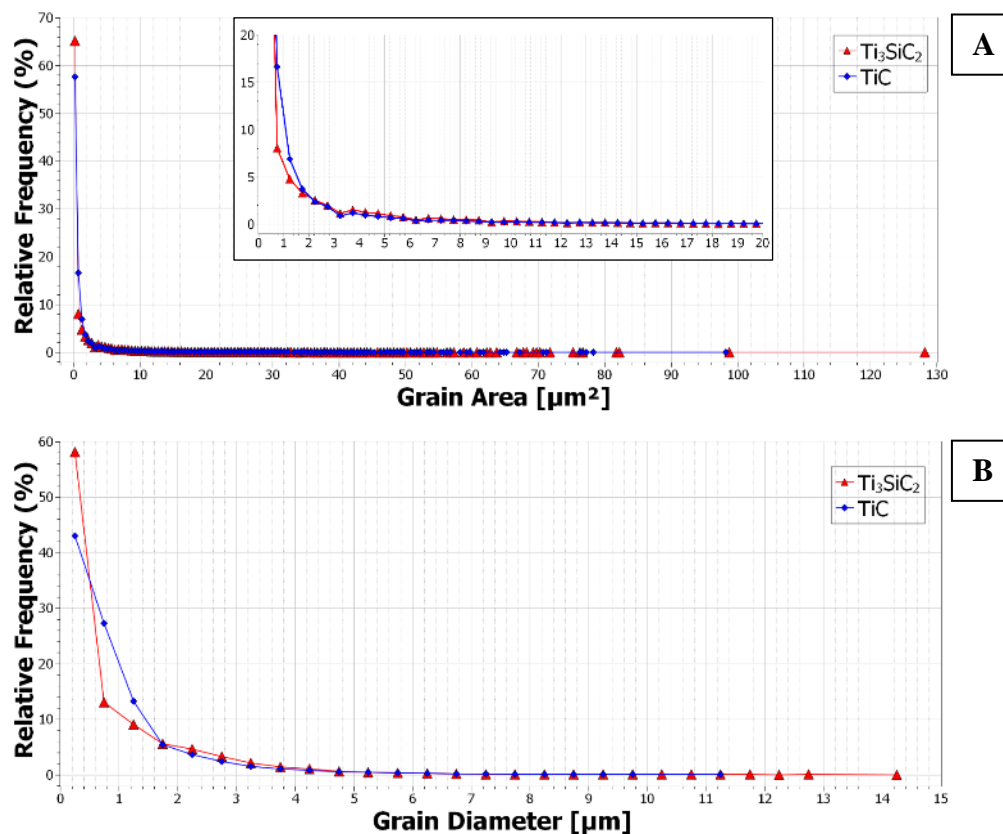 A
Relative Frequency (%)
70
60
50
40
30
20
10
0
0 10 20 30 40 50 60 70 80 90 100 110 120 130
Grain Area [µm²]
Ti₃SiC₂
TiC
20
15
10
5
0
0 1 2 3 4 5 6 7 8 9 10 11 12 13 14 15 16 17 18 19 20
B
Relative Frequency (%)
60
50
40
30
20
10
0
0 1 2 3 4 5 6 7 8 9 10 11 12 13 14 15
Grain Diameter [µm]
Ti₃SiC₂
TiC